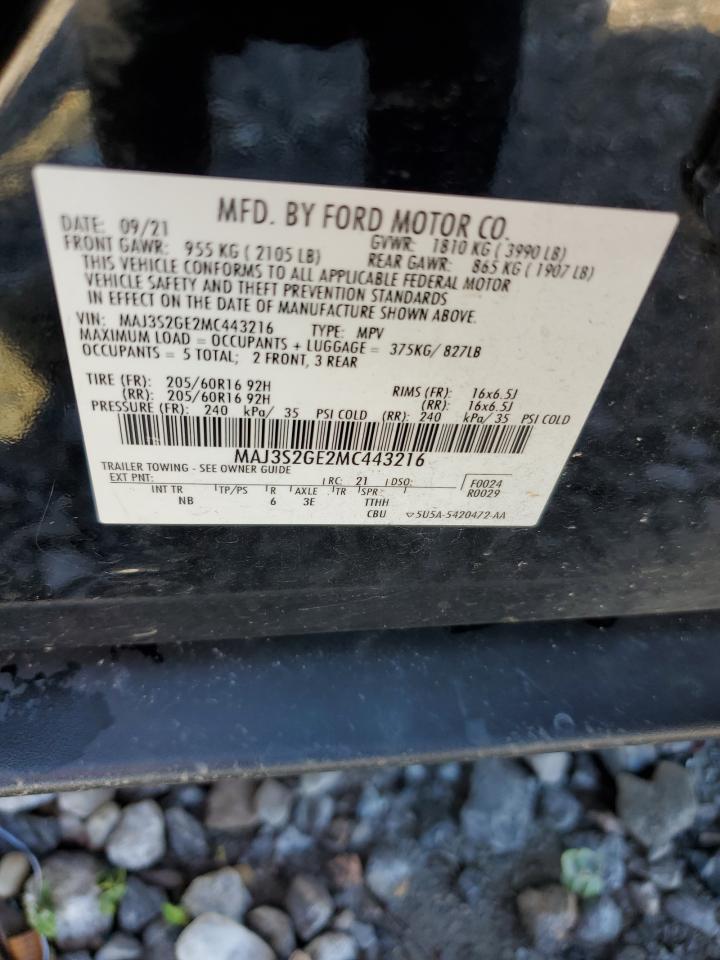 MFD. BY FORD MOTOR CO.
DATE: 09/21 GVWR: 1810 KG ( 3990 LB)
FRONT GAWR: 955 KG ( 2105 LB) REAR GAWR: 865 KG ( 1907 LB)
THIS VEHICLE CONFORMS TO ALL APPLICABLE FEDERAL MOTOR
VEHICLE SAFETY AND THEFT PREVENTION STANDARDS
IN EFFECT ON THE DATE OF MANUFACTURE SHOWN ABOVE.
VIN: MAJ3S2GE2MC443216 TYPE: MPV
MAXIMUM LOAD = OCCUPANTS + LUGGAGE = 375KG/ 827LB
OCCUPANTS = 5 TOTAL; 2 FRONT, 3 REAR
TIRE (FR): 205/60R16 92H RIMS (FR): 16x6.5J
(RR): 205/60R16 92H (RR): 16x6.5J
PRESSURE (FR): 240 kPa/ 35 PSI COLD (RR): 240 kPa/ 35 PSI COLD
MAJ3S2GE2MC443216
TRAILER TOWING - SEE OWNER GUIDE
EXT PNT: RC: 21 DSO: F0024
R0029
INT TR TP/PS R AXLE TR SPR:
NB 6 3E TTHH
CBU 5U5A-5420472-AA